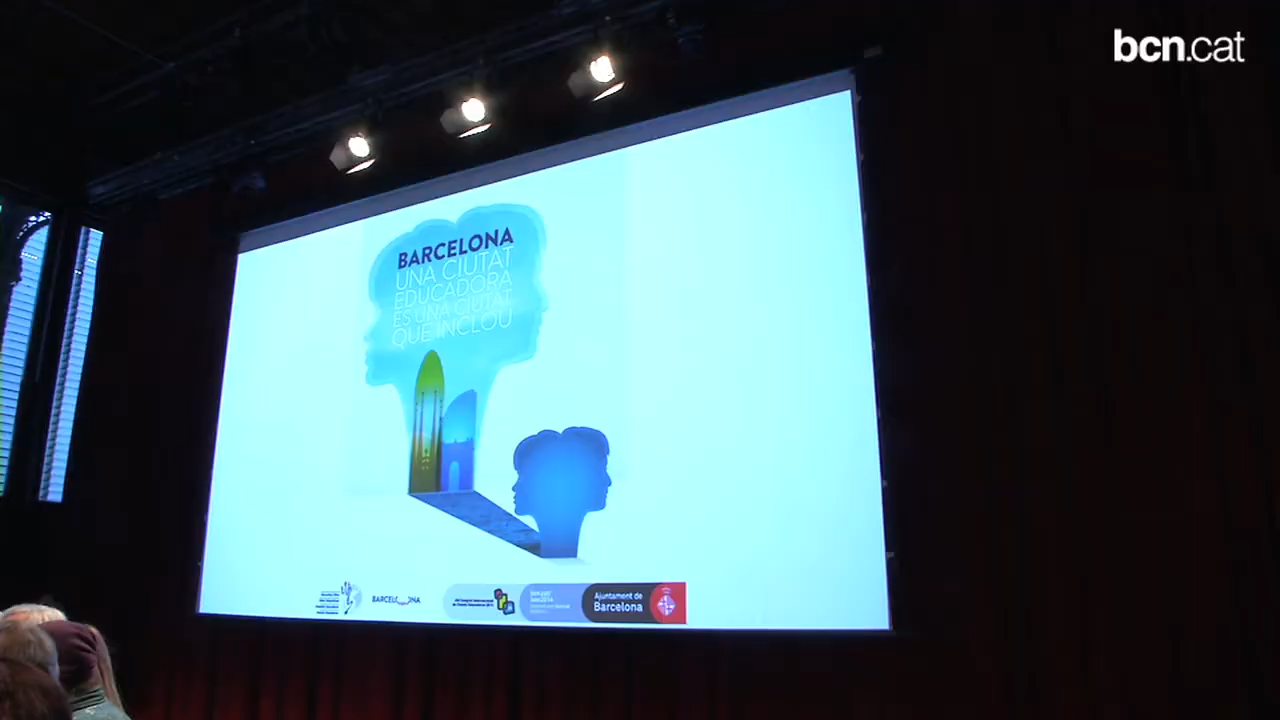 bcn.cat
BARCELONA
UNA CIUTAT
EDUCADORA
ÉS UNA CIUTAT
QUE INCLOU
BARCELONA
Ajuntament de
Barcelona